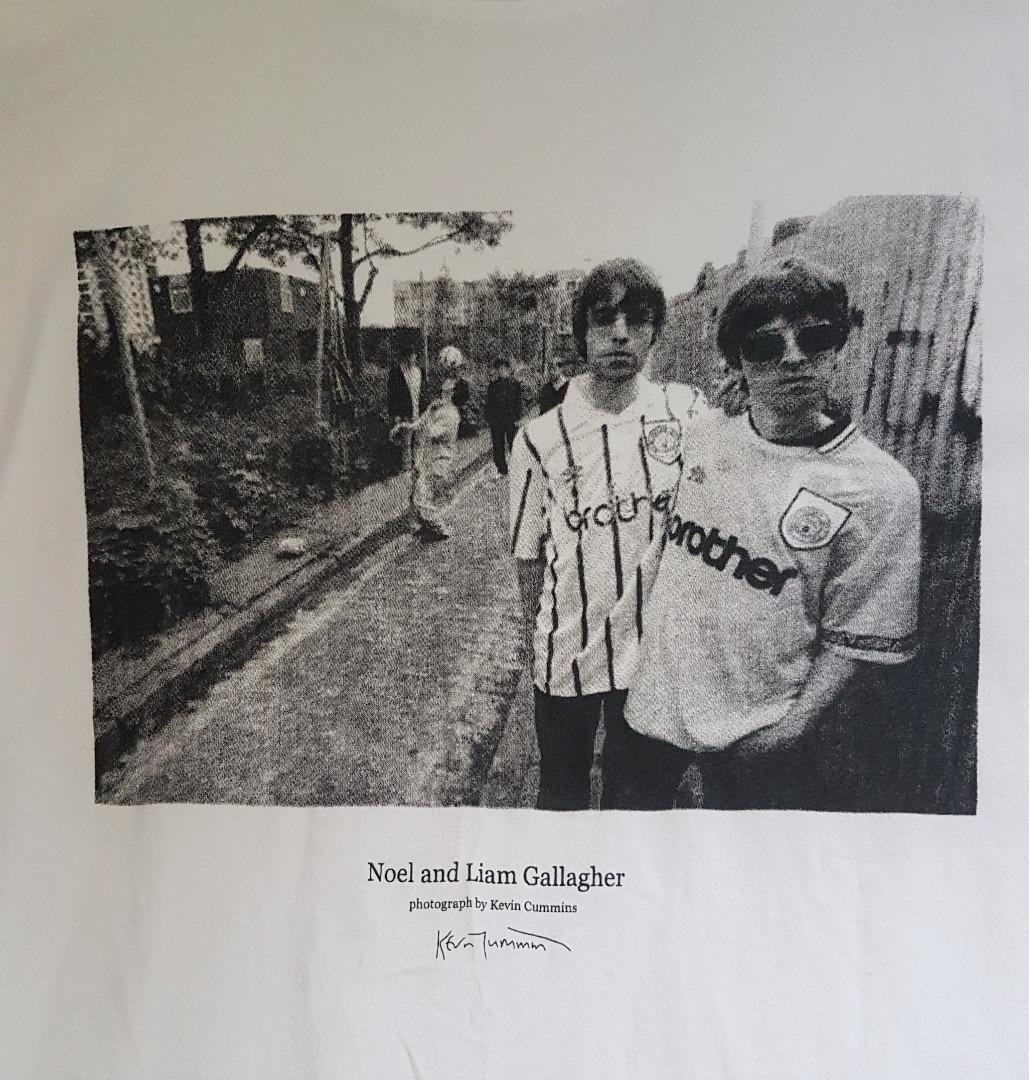 brother
brother
Noel and Liam Gallagher
photograph by Kevin Cummins
Kevin Cummins